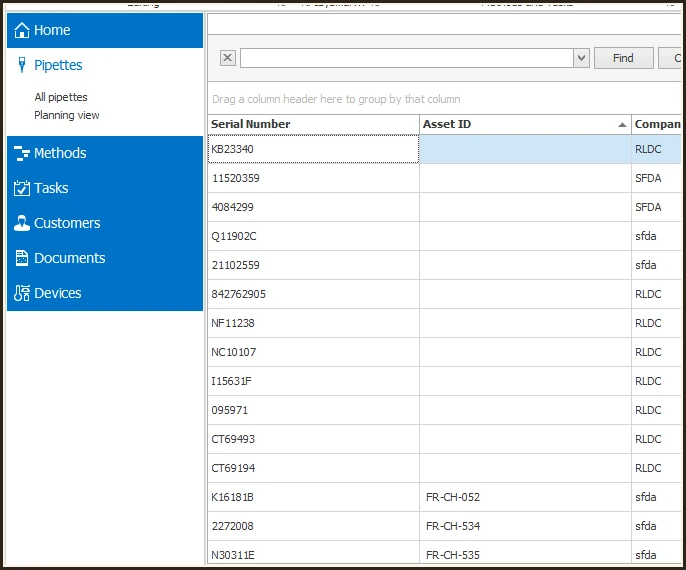 Home
Pipettes
All pipettes
Planning view
Methods
Tasks
Customers
Documents
Devices
Find
Drag a column header here to group by that column
Serial Number Asset ID Compan
KB23340 RLDC
11520359 SFDA
4084299 SFDA
Q11902C sfda
21102559 sfda
842762905 RLDC
NF11238 RLDC
NC10107 RLDC
I15631F RLDC
095971 RLDC
CT69493 RLDC
CT69194 RLDC
K16181B FR-CH-052 sfda
2272008 FR-CH-534 sfda
N30311E FR-CH-535 sfda